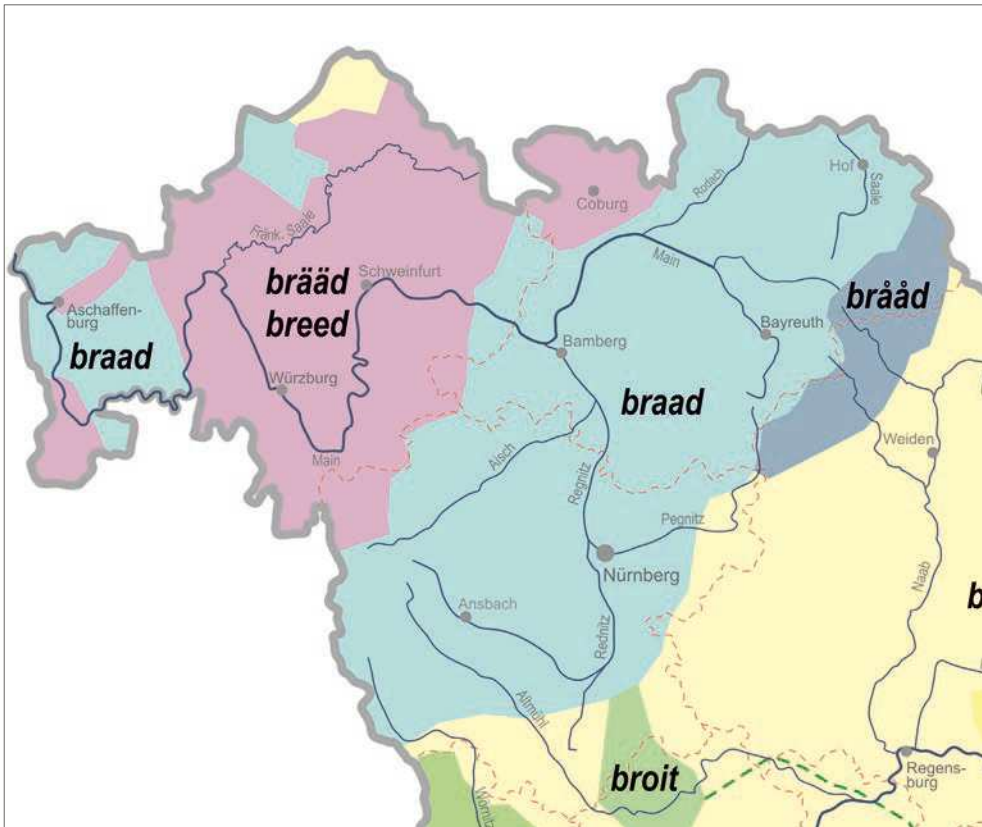 Hof
Saale
Rodach
Coburg
Fränk. Saale
brääd
breed
Schweinfurt
Main
brååd
Aschaffen-
burg
braad
Bayreuth
Bamberg
Würzburg
braad
Main
Aisch
Weiden
Regnitz
Pegnitz
Nürnberg
Naab
b
Ansbach
Rednitz
Altmühl
broit
Regens-
burg
Wörnitz